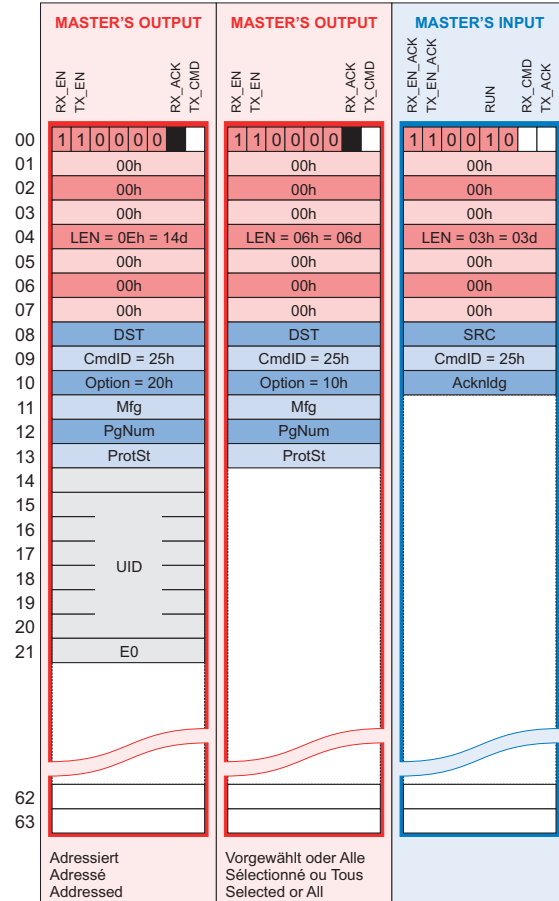 MASTER'S OUTPUT MASTER'S OUTPUT MASTER'S INPUT
RX_EN TX_EN RX_ACK TX_CMD RX_EN TX_EN RX_ACK TX_CMD RX_EN_ACK TX_EN_ACK RUN RX_CMD TX_ACK
00 1 1 0 0 0 0 1 1 0 0 0 0 1 1 0 0 1 0
01 00h 00h 00h
02 00h 00h 00h
03 00h 00h 00h
04 LEN = 0Eh = 14d LEN = 06h = 06d LEN = 03h = 03d
05 00h 00h 00h
06 00h 00h 00h
07 00h 00h 00h
08 DST DST SRC
09 CmdID = 25h CmdID = 25h CmdID = 25h
10 Option = 20h Option = 10h Acknldg
11 Mfg Mfg
12 PgNum PgNum
13 ProtSt ProtSt
14
15
16
17
UID
18
19
20
21 E0
62
63
Adressiert Vorgewählt oder Alle
Adressé Sélectionné ou Tous
Addressed Selected or All